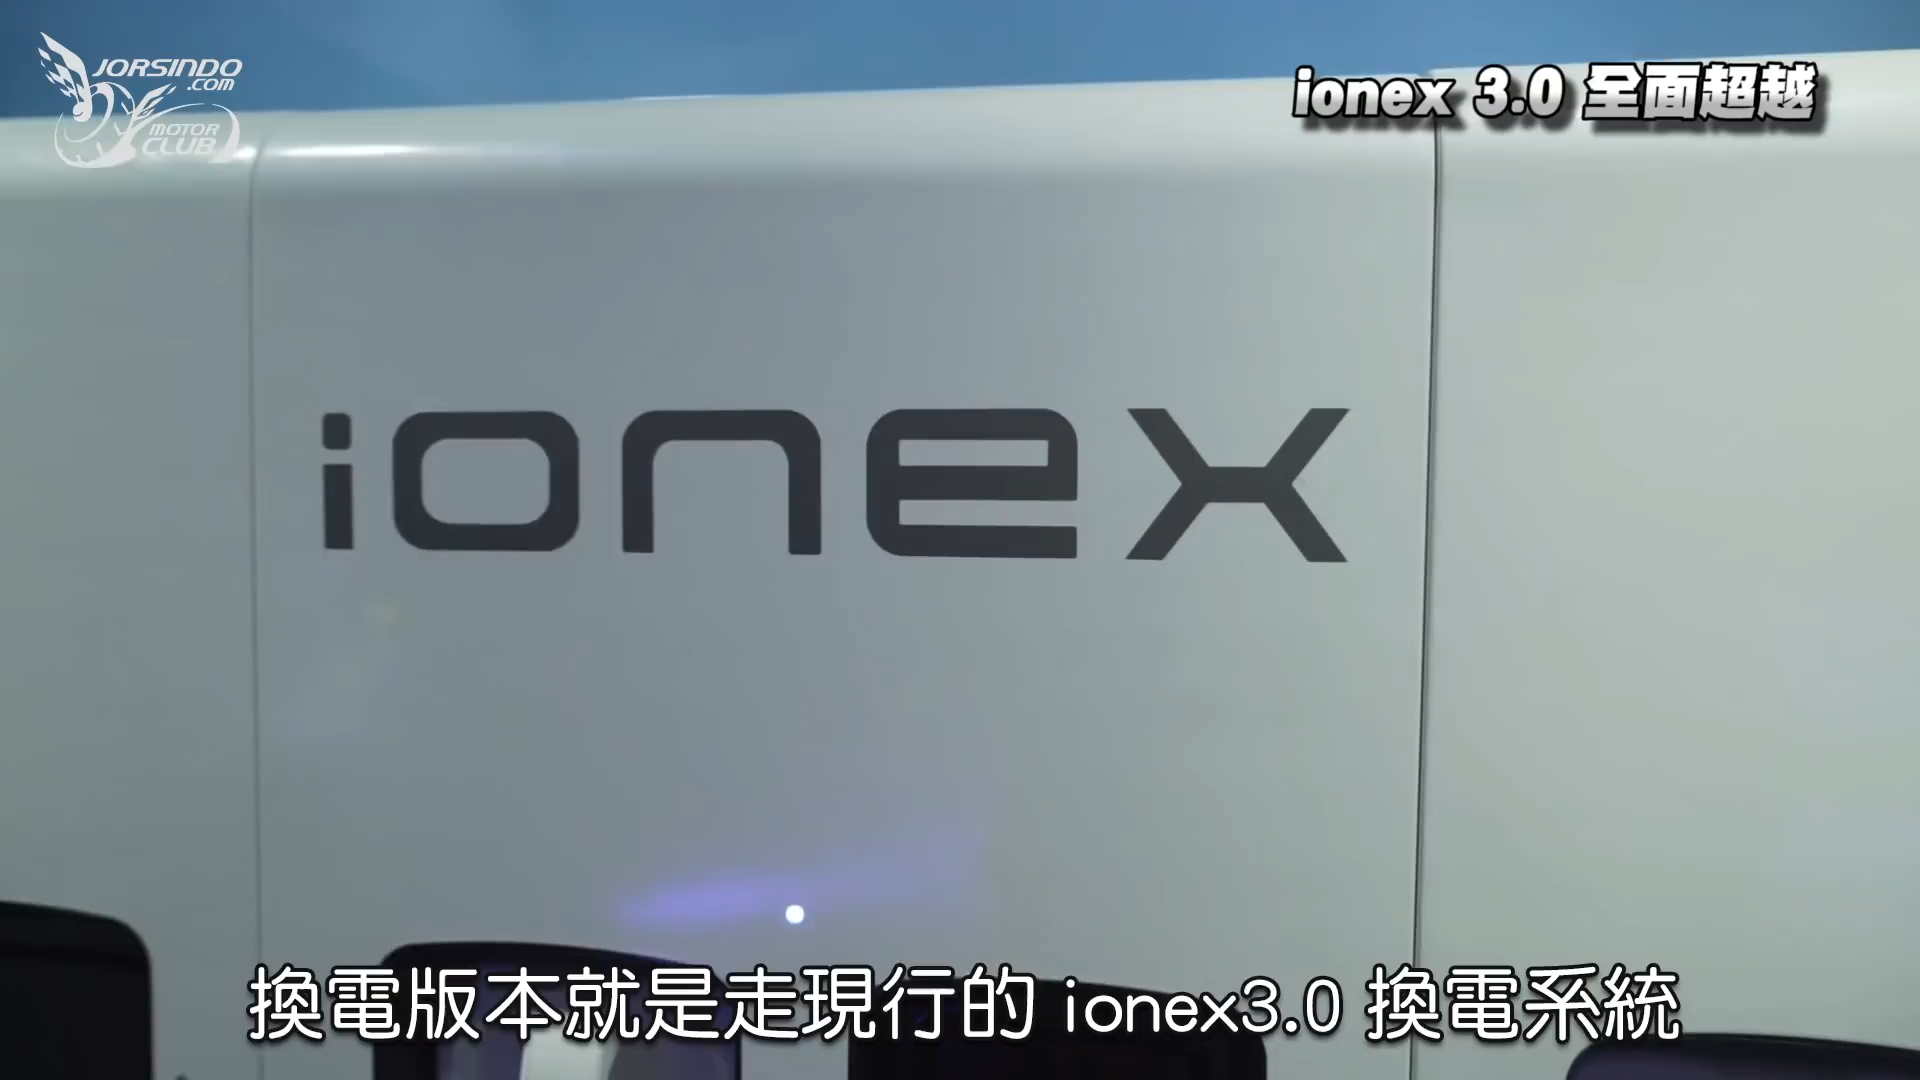 JORSINDO
.com
MOTOR
CLUB
ionex 3.0 全面超越
ionex
換電版本就是走現行的 ionex3.0 換電系統